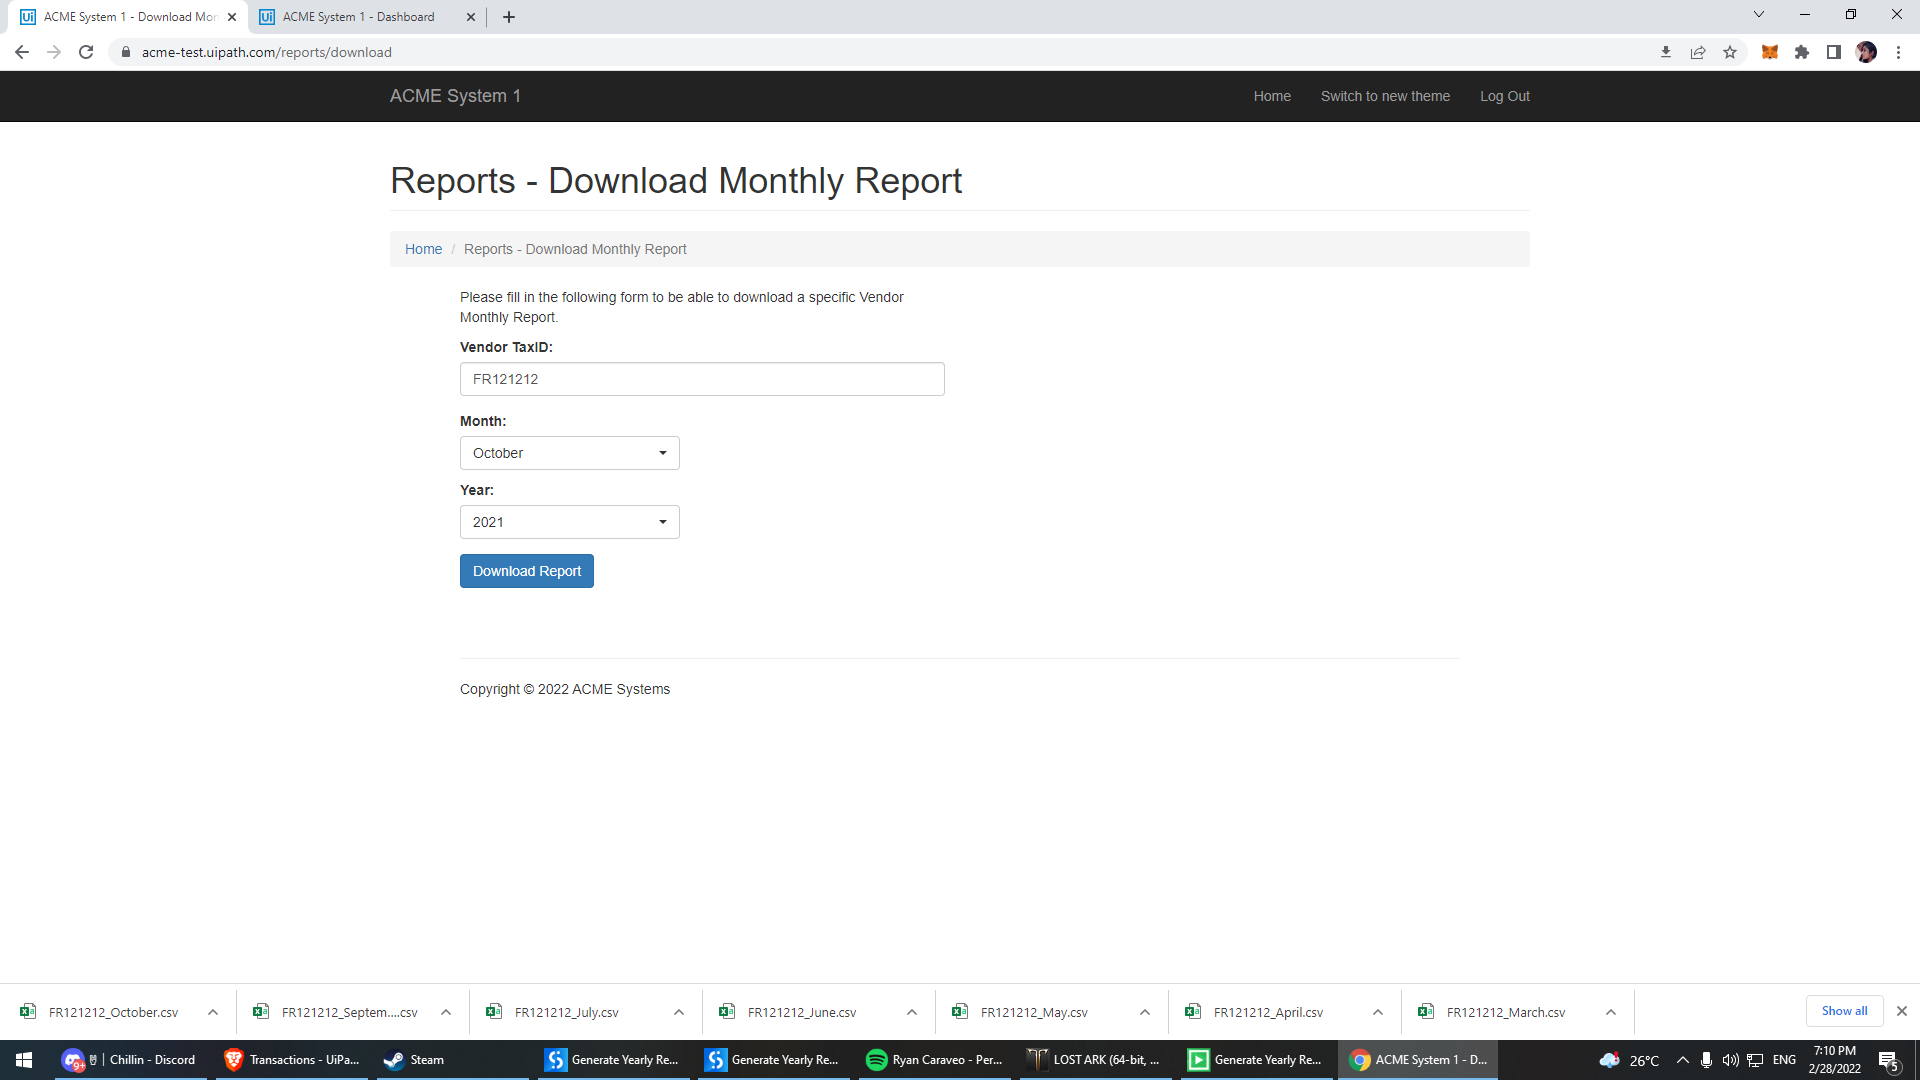 ACME System 1 - Download Mon
ACME System 1 - Dashboard
acme-test.uipath.com/reports/download
ACME System 1
Home
Switch to new theme
Log Out
Reports - Download Monthly Report
Home / Reports - Download Monthly Report
Please fill in the following form to be able to download a specific Vendor
Monthly Report.
Vendor TaxID:
FR121212
Month:
October
Year:
2021
Download Report
Copyright © 2022 ACME Systems
FR121212_October.csv
FR121212_Septem....csv
FR121212_July.csv
FR121212_June.csv
FR121212_May.csv
FR121212_April.csv
FR121212_March.csv
Show all
9+
| Chillin - Discord
Transactions - UiPa...
Steam
Generate Yearly Re...
Generate Yearly Re...
Ryan Caraveo - Per...
LOST ARK (64-bit, ...
Generate Yearly Re...
ACME System 1 - D...
26°C
ENG
7:10 PM
2/28/2022
5